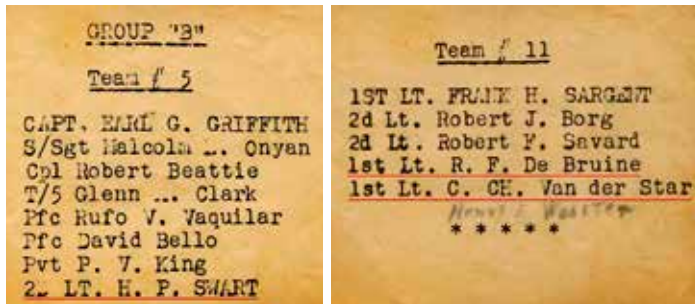 GROUP "B"
Team # 5
CAPT. EARL G. GRIFFITH
S/Sgt Malcolm ... Onyan
Cpl Robert Beattie
T/5 Glenn ... Clark
Pfc Rufo V. Vaquilar
Pfc David Bello
Pvt P. V. King
2d LT. H. P. SWART
Team # 11
1ST LT. FRANK H. SARGENT
2d Lt. Robert J. Borg
2d Lt. Robert F. Savard
1st Lt. R. F. De Bruine
1st Lt. C. CH. Van der Star
* * * * *